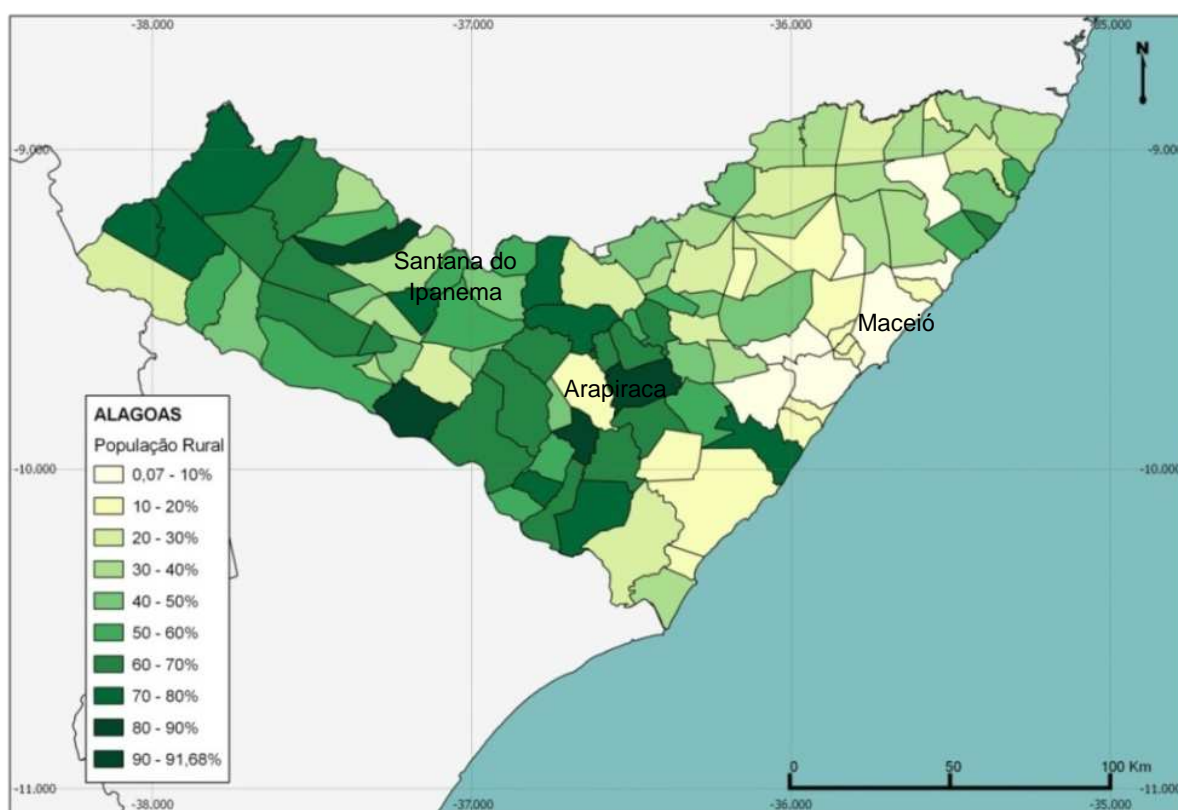 -38.000
-37.000
-36.000
-35.000
N
-9.000
-9.000
Santana do
Ipanema
Maceió
Arapiraca
ALAGOAS
População Rural
0,07 - 10%
10 - 20%
20 - 30%
30 - 40%
40 - 50%
50 - 60%
60 - 70%
70 - 80%
80 - 90%
90 - 91,68%
-10.000
-10.000
0
50
100 Km
-11.000
-11.000
-38.000
-37.000
-36.000
-35.000